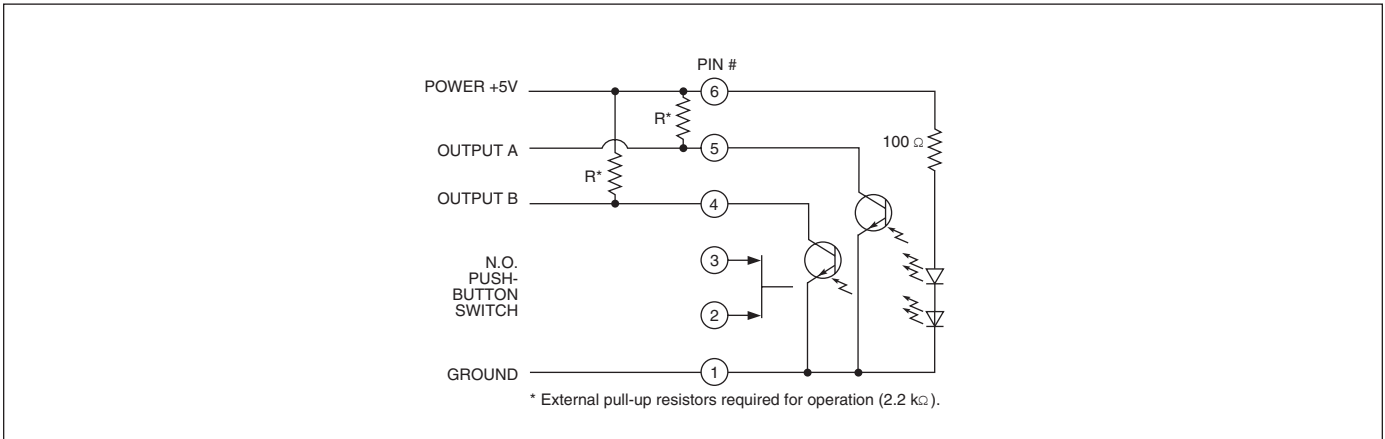 PIN #
POWER +5V
6
R*
100 Ω
OUTPUT A
5
R*
OUTPUT B
4
N.O.
PUSH-
BUTTON
SWITCH
3
2
GROUND
1
* External pull-up resistors required for operation (2.2 kΩ).